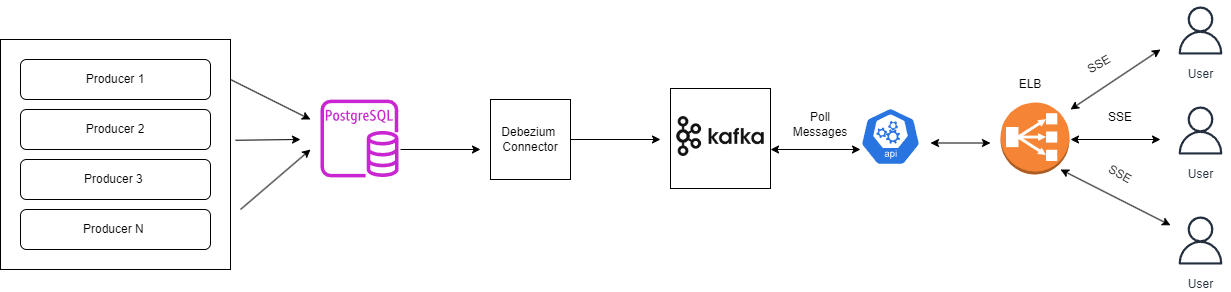 Producer 1
Producer 2
Producer 3
Producer N
PostgreSQL
Debezium
Connector
kafka
Poll
Messages
api
ELB
SSE
SSE
SSE
User
User
User